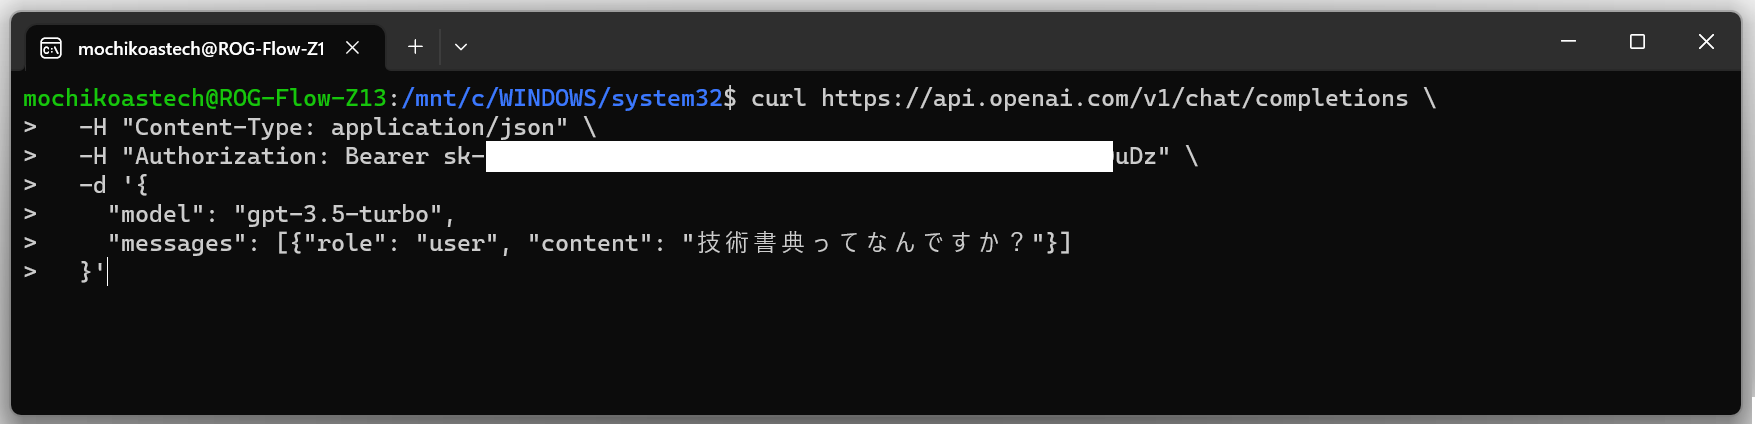 mochikoastech@ROG-Flow-Z1
mochikoastech@ROG-Flow-Z13:/mnt/c/WINDOWS/system32$ curl https://api.openai.com/v1/chat/completions \
>   -H "Content-Type: application/json" \
>   -H "Authorization: Bearer sk-uDz" \
>   -d '{
>     "model": "gpt-3.5-turbo",
>     "messages": [{"role": "user", "content": "技術書典ってなんですか？"}]
>   }'